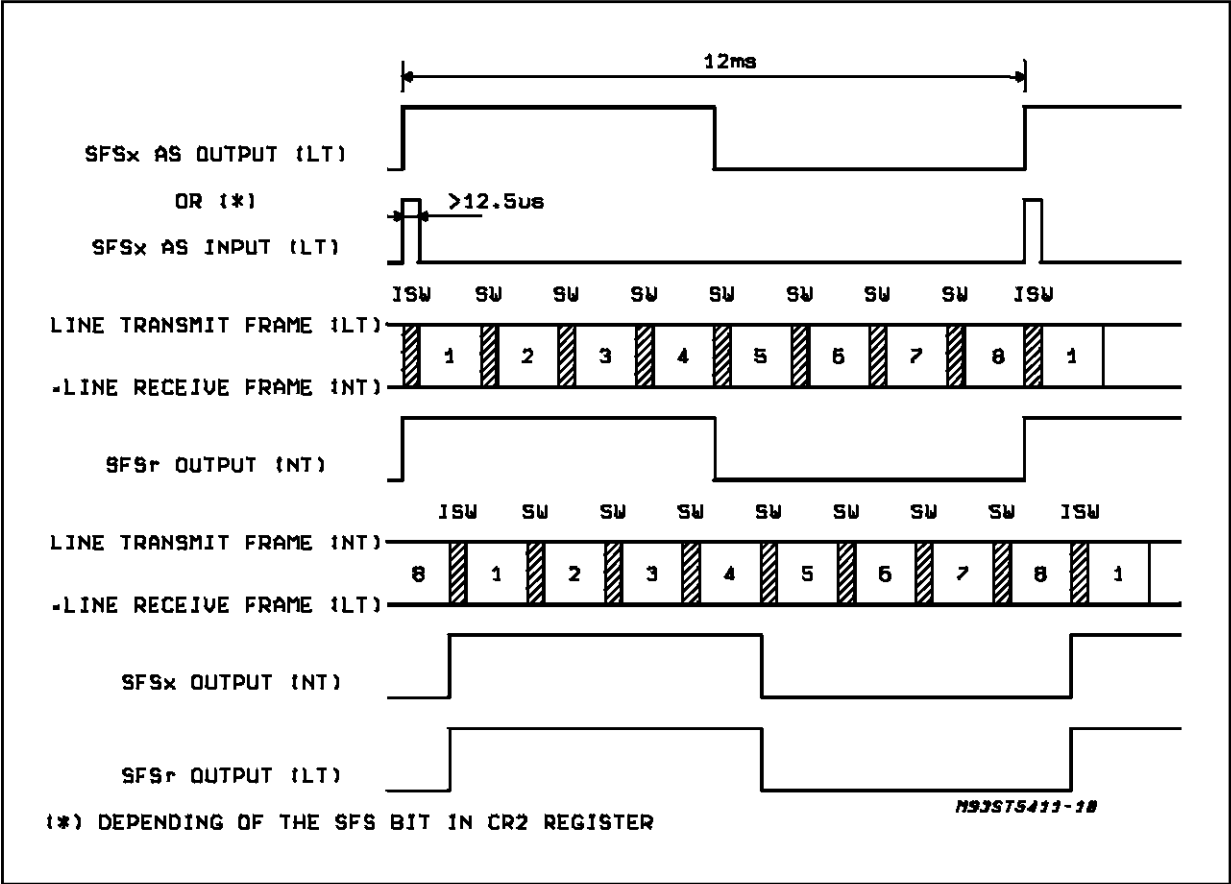 12ms
SFSx AS OUTPUT (LT)
OR (*)
>12.5us
SFSx AS INPUT (LT)
ISW SW SW SW SW SW SW SW ISW
LINE TRANSMIT FRAME (LT)
1 2 3 4 5 6 7 8 1
=LINE RECEIVE FRAME (NT)
SFSr OUTPUT (NT)
ISW SW SW SW SW SW SW SW ISW
LINE TRANSMIT FRAME (NT)
8 1 2 3 4 5 6 7 8 1
=LINE RECEIVE FRAME (LT)
SFSx OUTPUT (NT)
SFSr OUTPUT (LT)
M93ST5411-10
(*) DEPENDING OF THE SFS BIT IN CR2 REGISTER